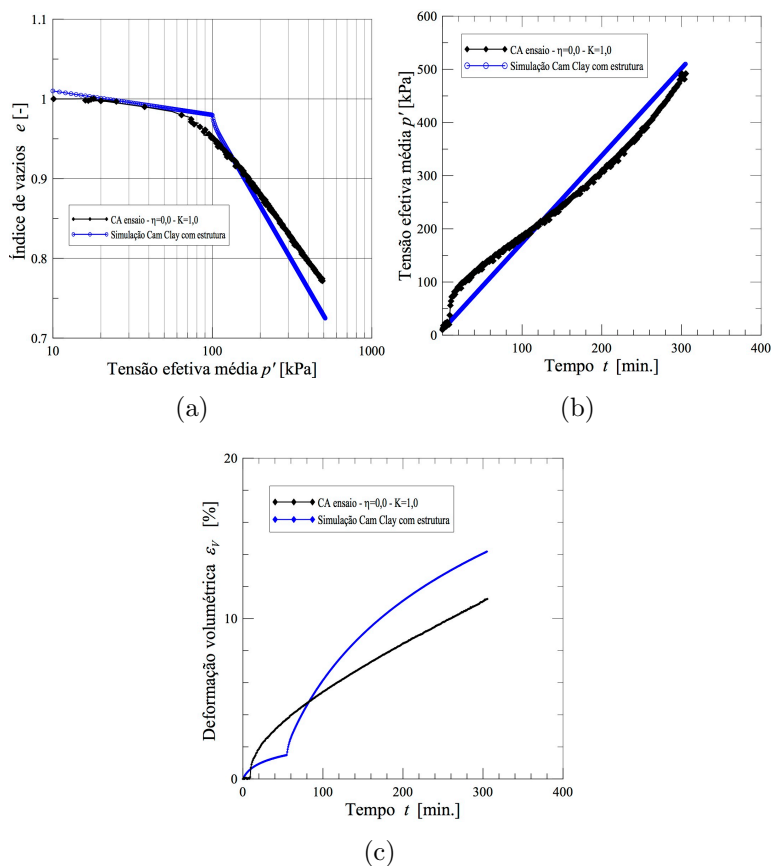 1.1
1
0.9
0.8
0.7
Índice de vazios e [-]
CA ensaio - η=0,0 - K=1,0
Simulação Cam Clay com estrutura
10
100
1000
Tensão efetiva média p' [kPa]
(a)
600
500
400
300
200
100
0
Tensão efetiva média p' [kPa]
CA ensaio - η=0,0 - K=1,0
Simulação Cam Clay com estrutura
100
200
300
400
Tempo t [min.]
(b)
20
10
0
Deformação volumétrica εV [%]
CA ensaio - η=0,0 - K=1,0
Simulação Cam Clay com estrutura
0
100
200
300
400
Tempo t [min.]
(c)